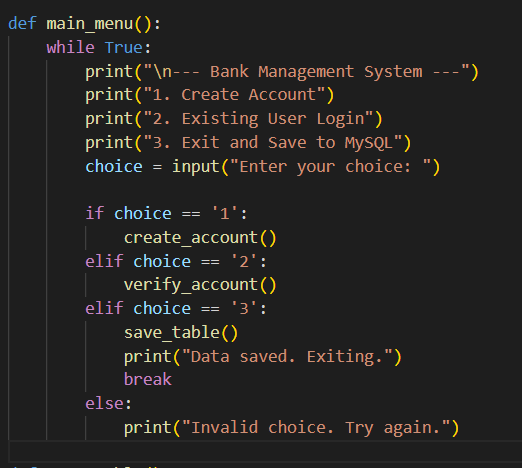 def main_menu():
    while True:
        print("\n--- Bank Management System ---")
        print("1. Create Account")
        print("2. Existing User Login")
        print("3. Exit and Save to MySQL")
        choice = input("Enter your choice: ")

        if choice == '1':
            create_account()
        elif choice == '2':
            verify_account()
        elif choice == '3':
            save_table()
            print("Data saved. Exiting.")
            break
        else:
            print("Invalid choice. Try again.")